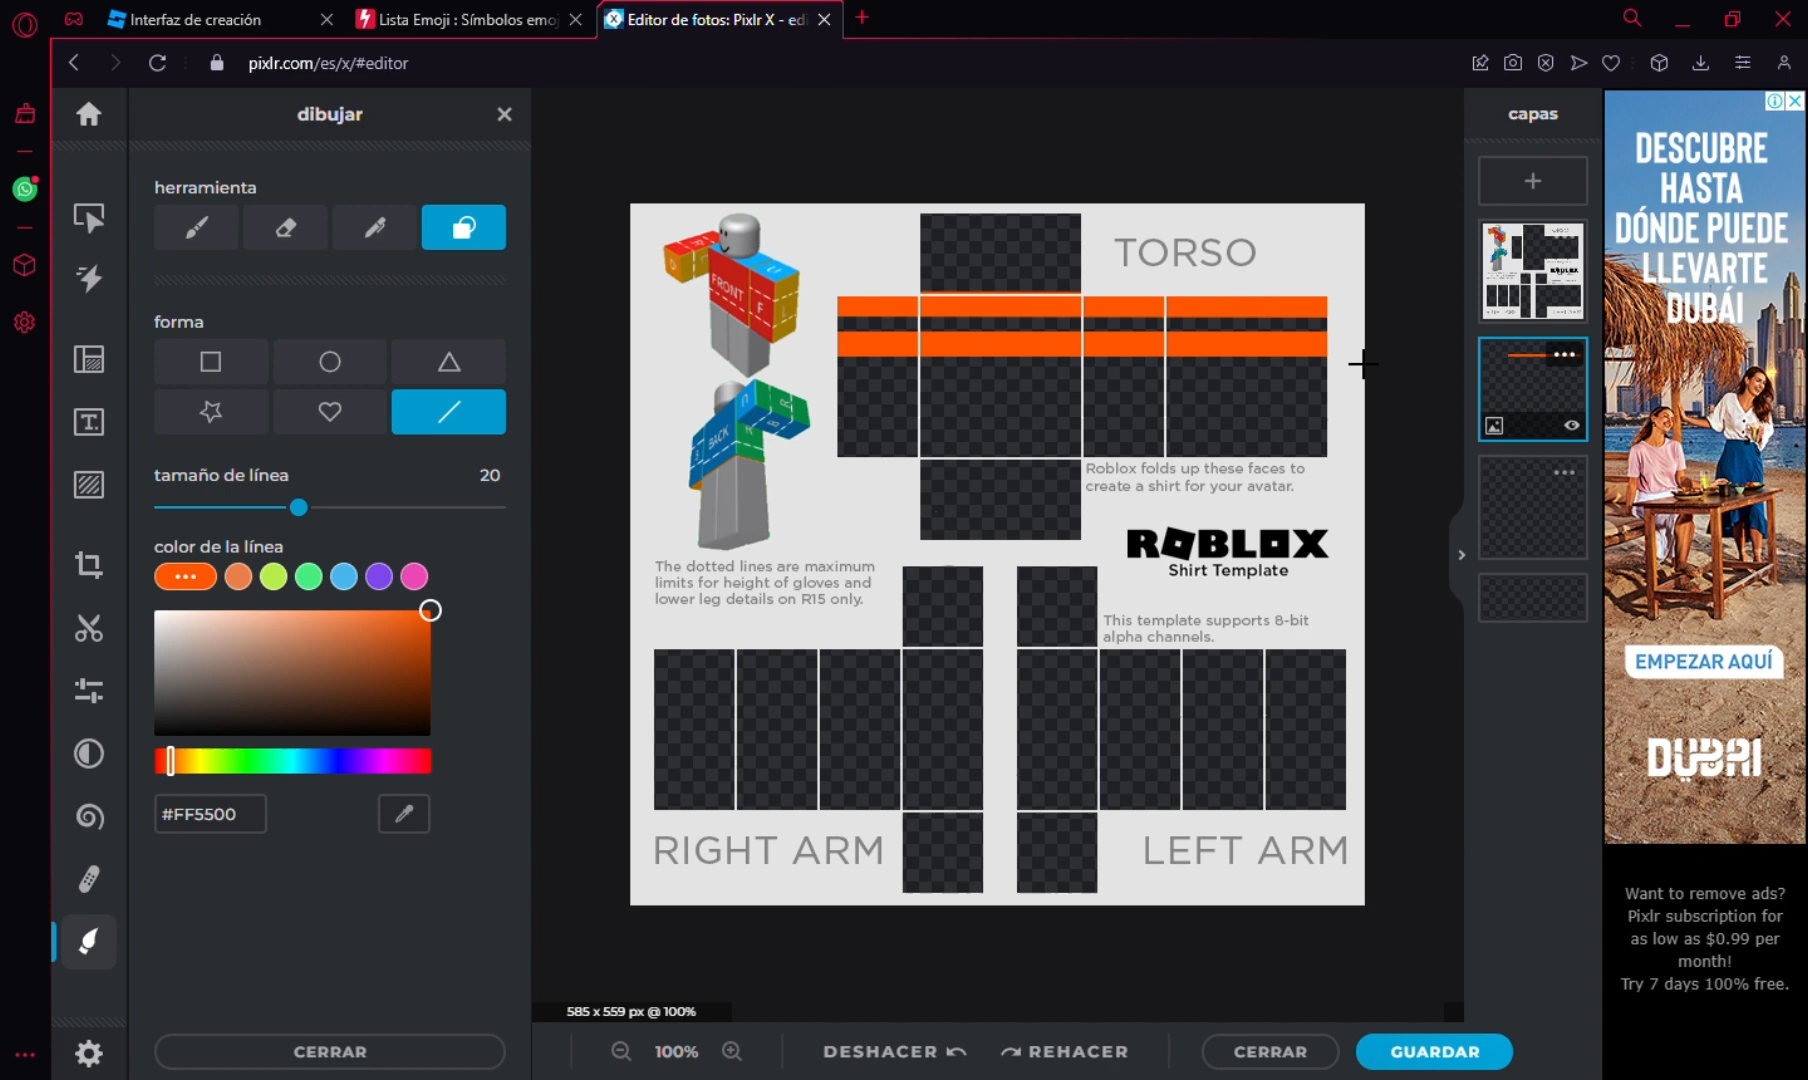 Interfaz de creación
Lista Emoji : Símbolos emo
Editor de fotos: Pixlr X - edi
pixlr.com/es/x/#editor
dibujar
herramienta
forma
tamaño de línea
20
color de la línea
#FF5500
CERRAR
TORSO
FRONT
F
L
U
D
BACK
R
B
Roblox folds up these faces to
create a shirt for your avatar.
ROBLOX
Shirt Template
The dotted lines are maximum
limits for height of gloves and
lower leg details on R15 only.
This template supports 8-bit
alpha channels.
RIGHT ARM
LEFT ARM
585 x 559 px @ 100%
100%
DESHACER
REHACER
CERRAR
GUARDAR
capas
DESCUBRE
HASTA
DÓNDE PUEDE
LLEVARTE
DUBÁI
EMPEZAR AQUÍ
DUBAI
Want to remove ads?
Pixlr subscription for
as low as $0.99 per
month!
Try 7 days 100% free.